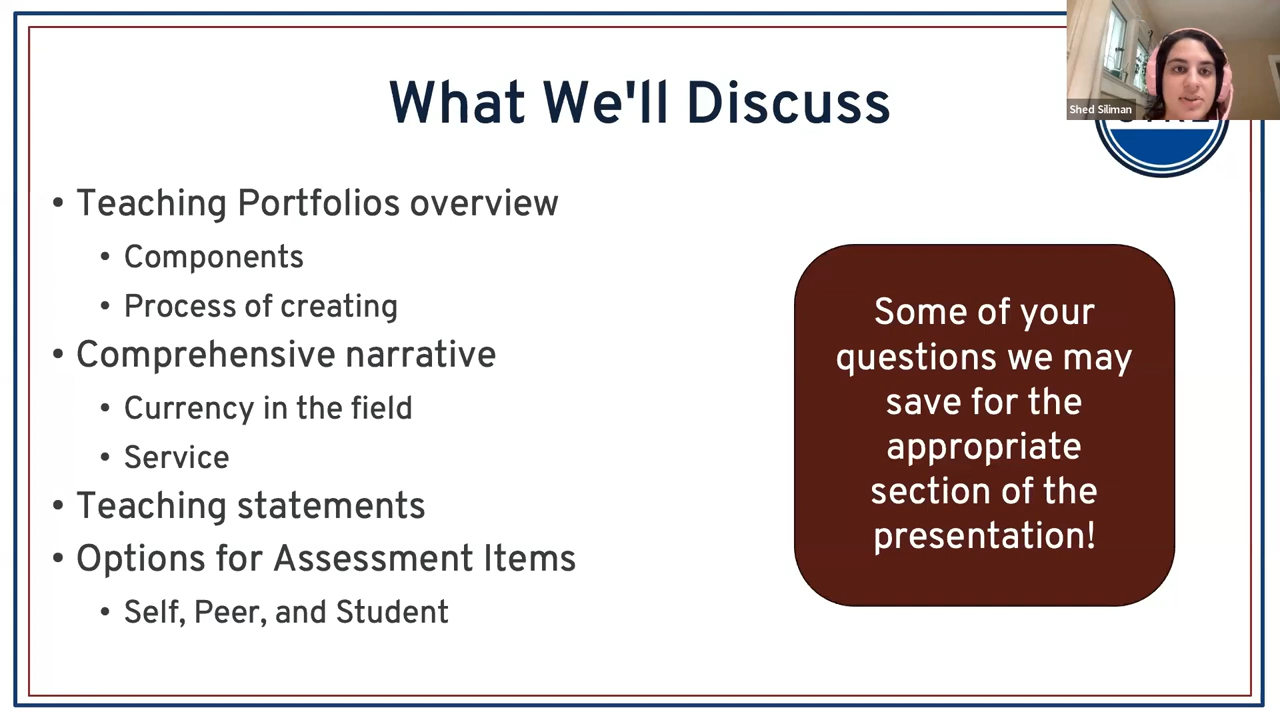 What We'll Discuss
Shed Siliman
• Teaching Portfolios overview
• Components
• Process of creating
• Comprehensive narrative
• Currency in the field
• Service
• Teaching statements
• Options for Assessment Items
• Self, Peer, and Student
Some of your
questions we may
save for the
appropriate
section of the
presentation!